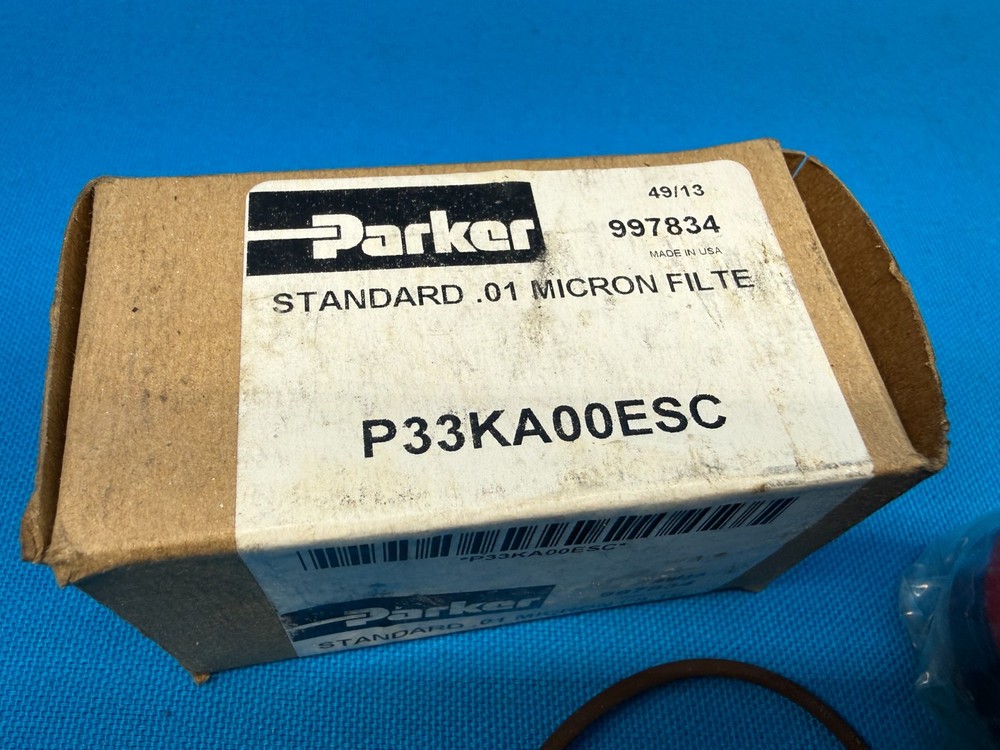 Parker
49/13
997834
MADE IN USA
STANDARD .01 MICRON FILTE
P33KA00ESC
*P33KA00ESC*
Parker
STANDARD .01